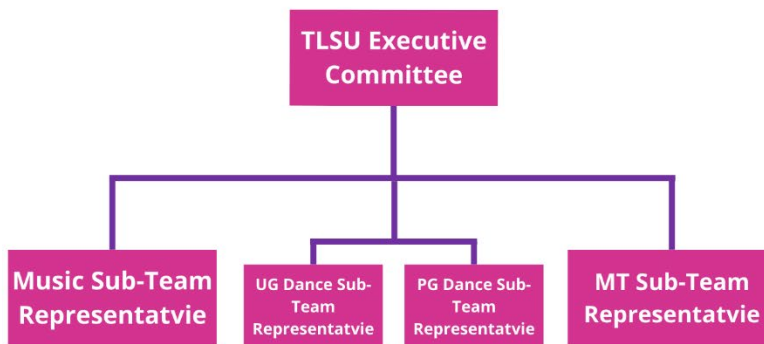 TLSU Executive
Committee
Music Sub-Team
Representatvie
UG Dance Sub-
Team
Representatvie
PG Dance Sub-
Team
Representatvie
MT Sub-Team
Representatvie